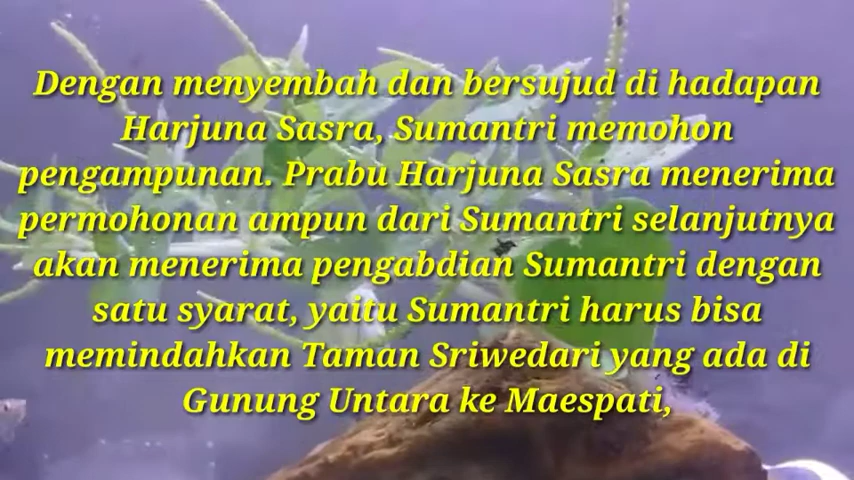 Dengan menyembah dan bersujud di hadapan
Harjuna Sasra, Sumantri memohon
pengampunan. Prabu Harjuna Sasra menerima
permohonan ampun dari Sumantri selanjutnya
akan menerima pengabdian Sumantri dengan
satu syarat, yaitu Sumantri harus bisa
memindahkan Taman Sriwedari yang ada di
Gunung Untara ke Maespati,